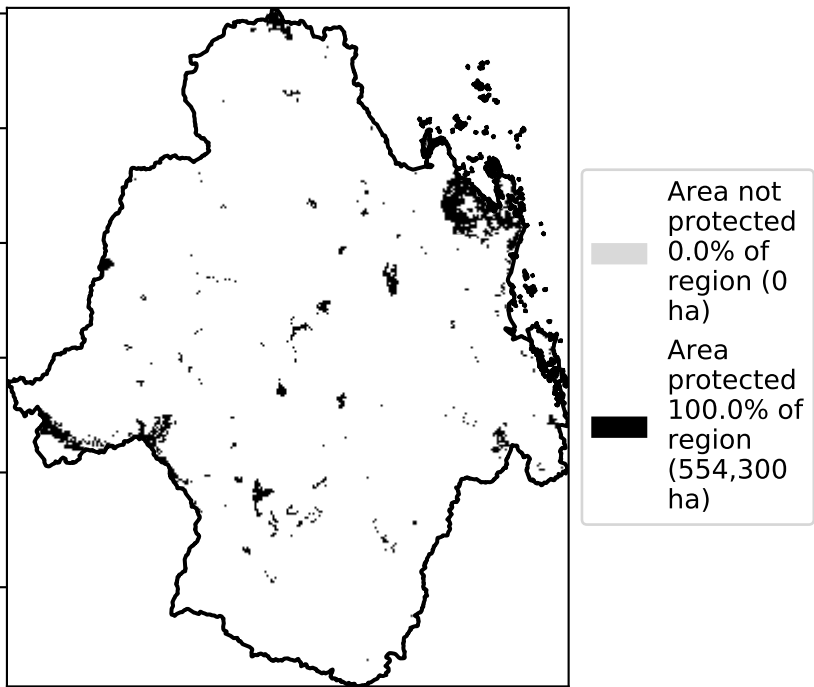 Area not
protected
0.0% of
region (0
ha)
Area
protected
100.0% of
region
(554,300
ha)